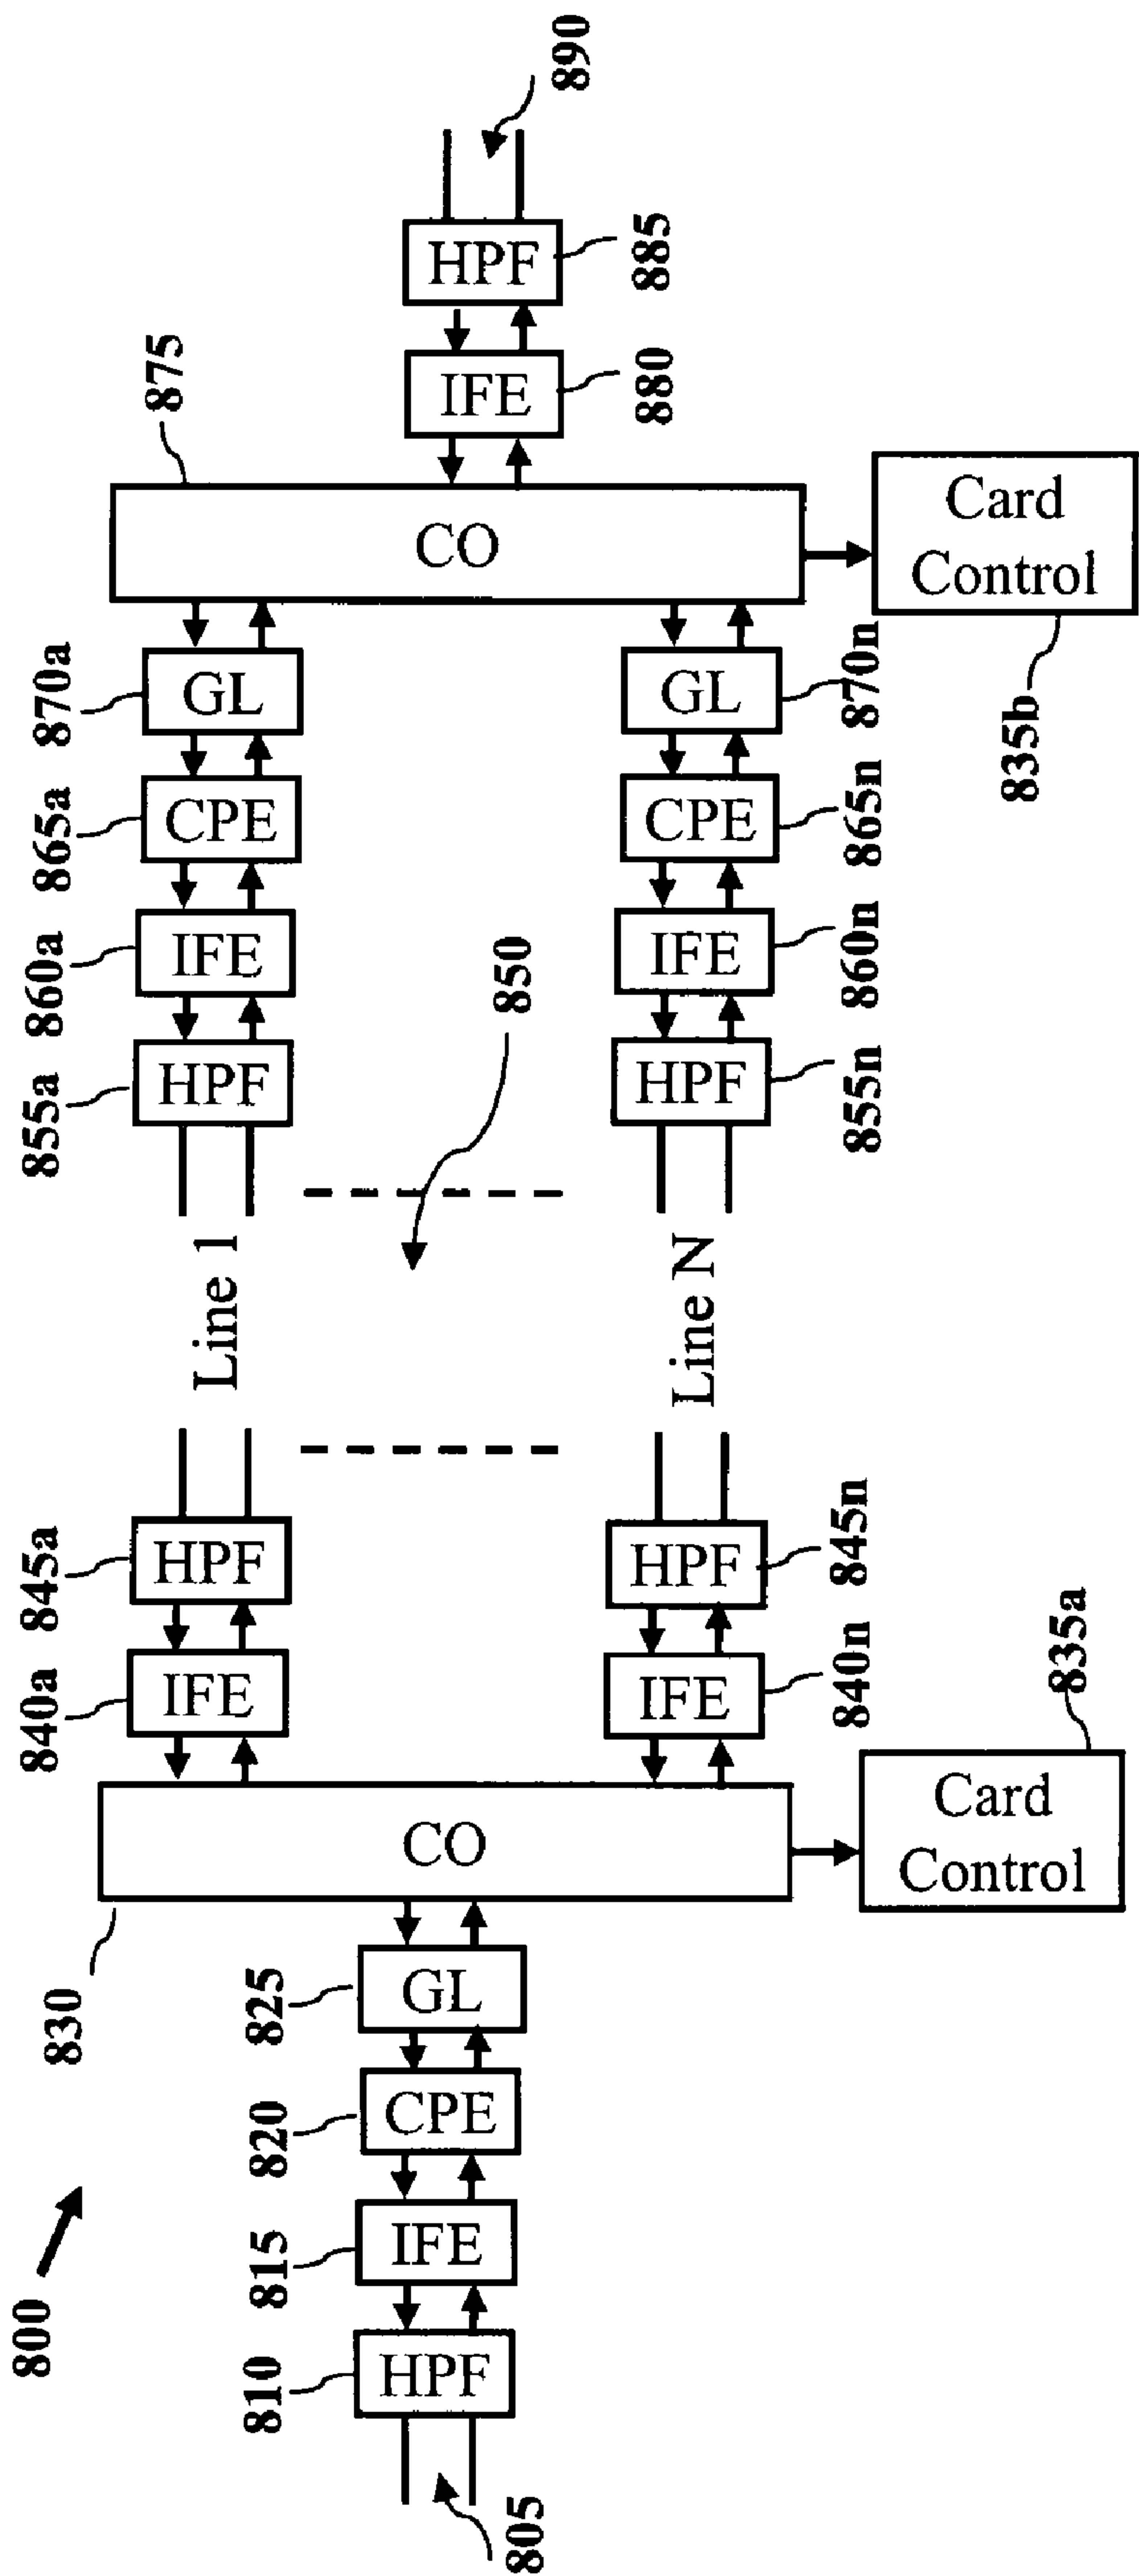 800
805
810
HPF
815
IFE
820
CPE
825
GL
830
CO
Card
Control
835a
840a
IFE
845a
HPF
840n
IFE
845n
HPF
Line 1
Line N
850
855a
HPF
860a
IFE
865a
CPE
870a
GL
855n
HPF
860n
IFE
865n
CPE
870n
GL
875
CO
Card
Control
835b
880
IFE
885
HPF
890